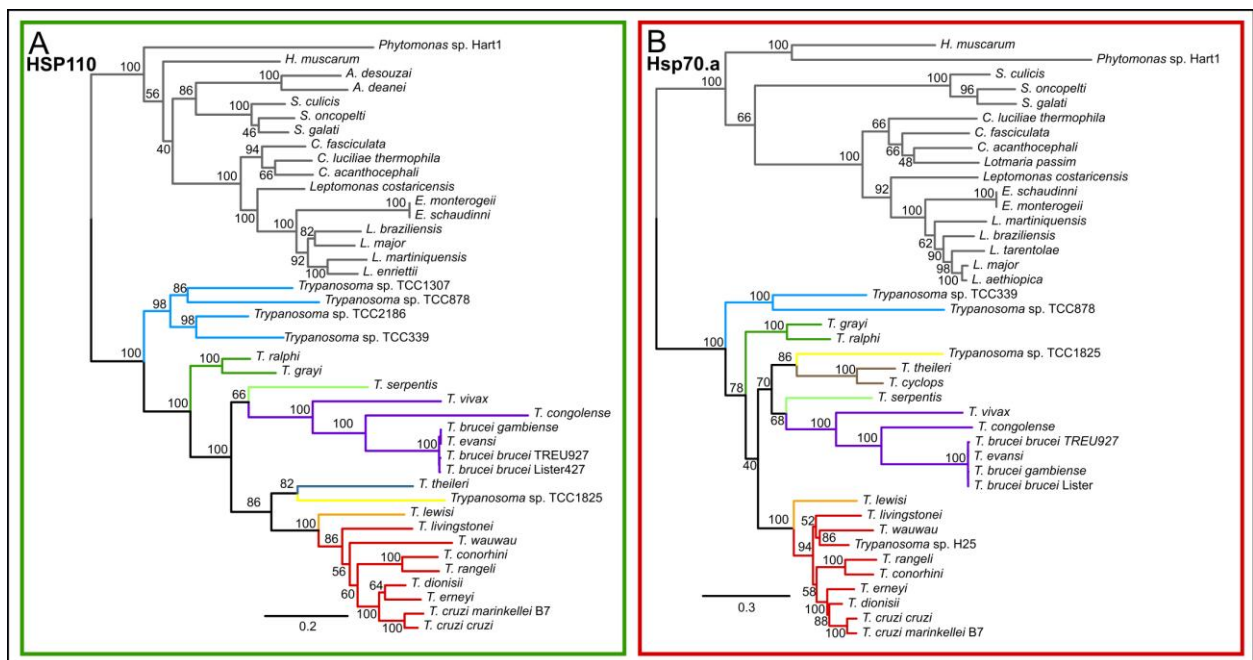 A
HSP110
Phytomonas sp. Hart1
100
H. muscarum
56
A. desouzai
100
A. deanei
86
S. culicis
100
S. oncopelti
46
S. galati
40
C. fasciculata
94
C. luciliae thermophila
66
C. acanthocephali
100
Leptomonas costaricensis
100
E. monterogeii
100
E. schaudinni
100
L. braziliensis
82
L. major
92
L. martiniquensis
100
L. enriettii
Trypanosoma sp. TCC1307
86
Trypanosoma sp. TCC878
98
Trypanosoma sp. TCC2186
98
Trypanosoma sp. TCC339
100
T. ralphi
100
T. grayi
100
T. serpentis
66
T. vivax
100
T. congolense
100
T. brucei gambiense
100
T. evansi
T. brucei brucei TREU927
T. brucei brucei Lister427
100
T. theileri
82
Trypanosoma sp. TCC1825
86
T. lewisi
100
T. livingstonei
86
T. wauwau
56
T. conorhini
100
T. rangeli
60
T. dionisii
64
T. erneyi
100
T. cruzi marinkellei B7
100
T. cruzi cruzi
0.2
B
Hsp70.a
H. muscarum
100
Phytomonas sp. Hart1
100
S. culicis
100
S. oncopelti
96
S. galati
66
C. luciliae thermophila
66
C. fasciculata
66
C. acanthocephali
48
Lotmaria passim
100
Leptomonas costaricensis
92
E. schaudinni
100
E. monterogeii
100
L. martiniquensis
L. braziliensis
62
L. tarentolae
90
L. major
98
L. aethiopica
100
Trypanosoma sp. TCC339
100
Trypanosoma sp. TCC878
100
T. grayi
100
T. ralphi
78
Trypanosoma sp. TCC1825
86
T. theileri
100
T. cyclops
70
T. serpentis
68
T. vivax
100
T. congolense
100
T. brucei brucei TREU927
T. evansi
100
T. brucei gambiense
T. brucei brucei Lister
40
T. lewisi
100
T. livingstonei
52
T. wauwau
86
Trypanosoma sp. H25
94
T. rangeli
100
T. conorhini
58
T. erneyi
100
T. dionisii
88
T. cruzi cruzi
100
T. cruzi marinkellei B7
0.3